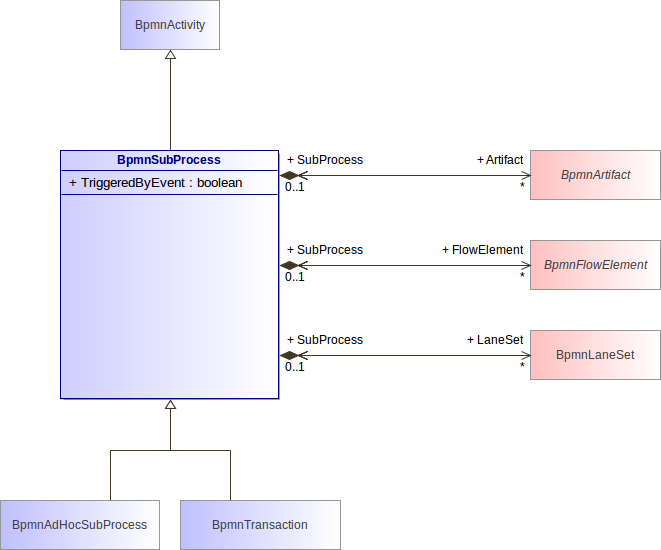 BpmnActivity
BpmnSubProcess
+ TriggeredByEvent : boolean
+ SubProcess
+ Artifact
0..1
*
BpmnArtifact
+ SubProcess
+ FlowElement
0..1
*
BpmnFlowElement
+ SubProcess
+ LaneSet
0..1
*
BpmnLaneSet
BpmnAdHocSubProcess
BpmnTransaction